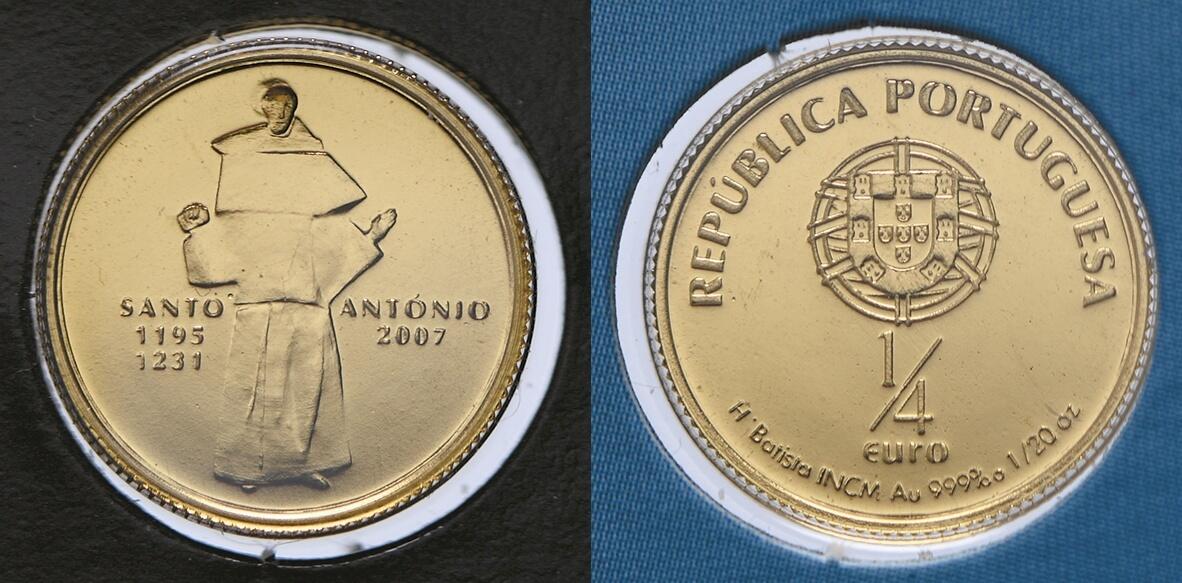 SANTO ANTÓNIO
1195 2007
1231
REPÚBLICA PORTUGUESA
1/4
euro
H. Batista INCM Au 999‰ 1/20 oz